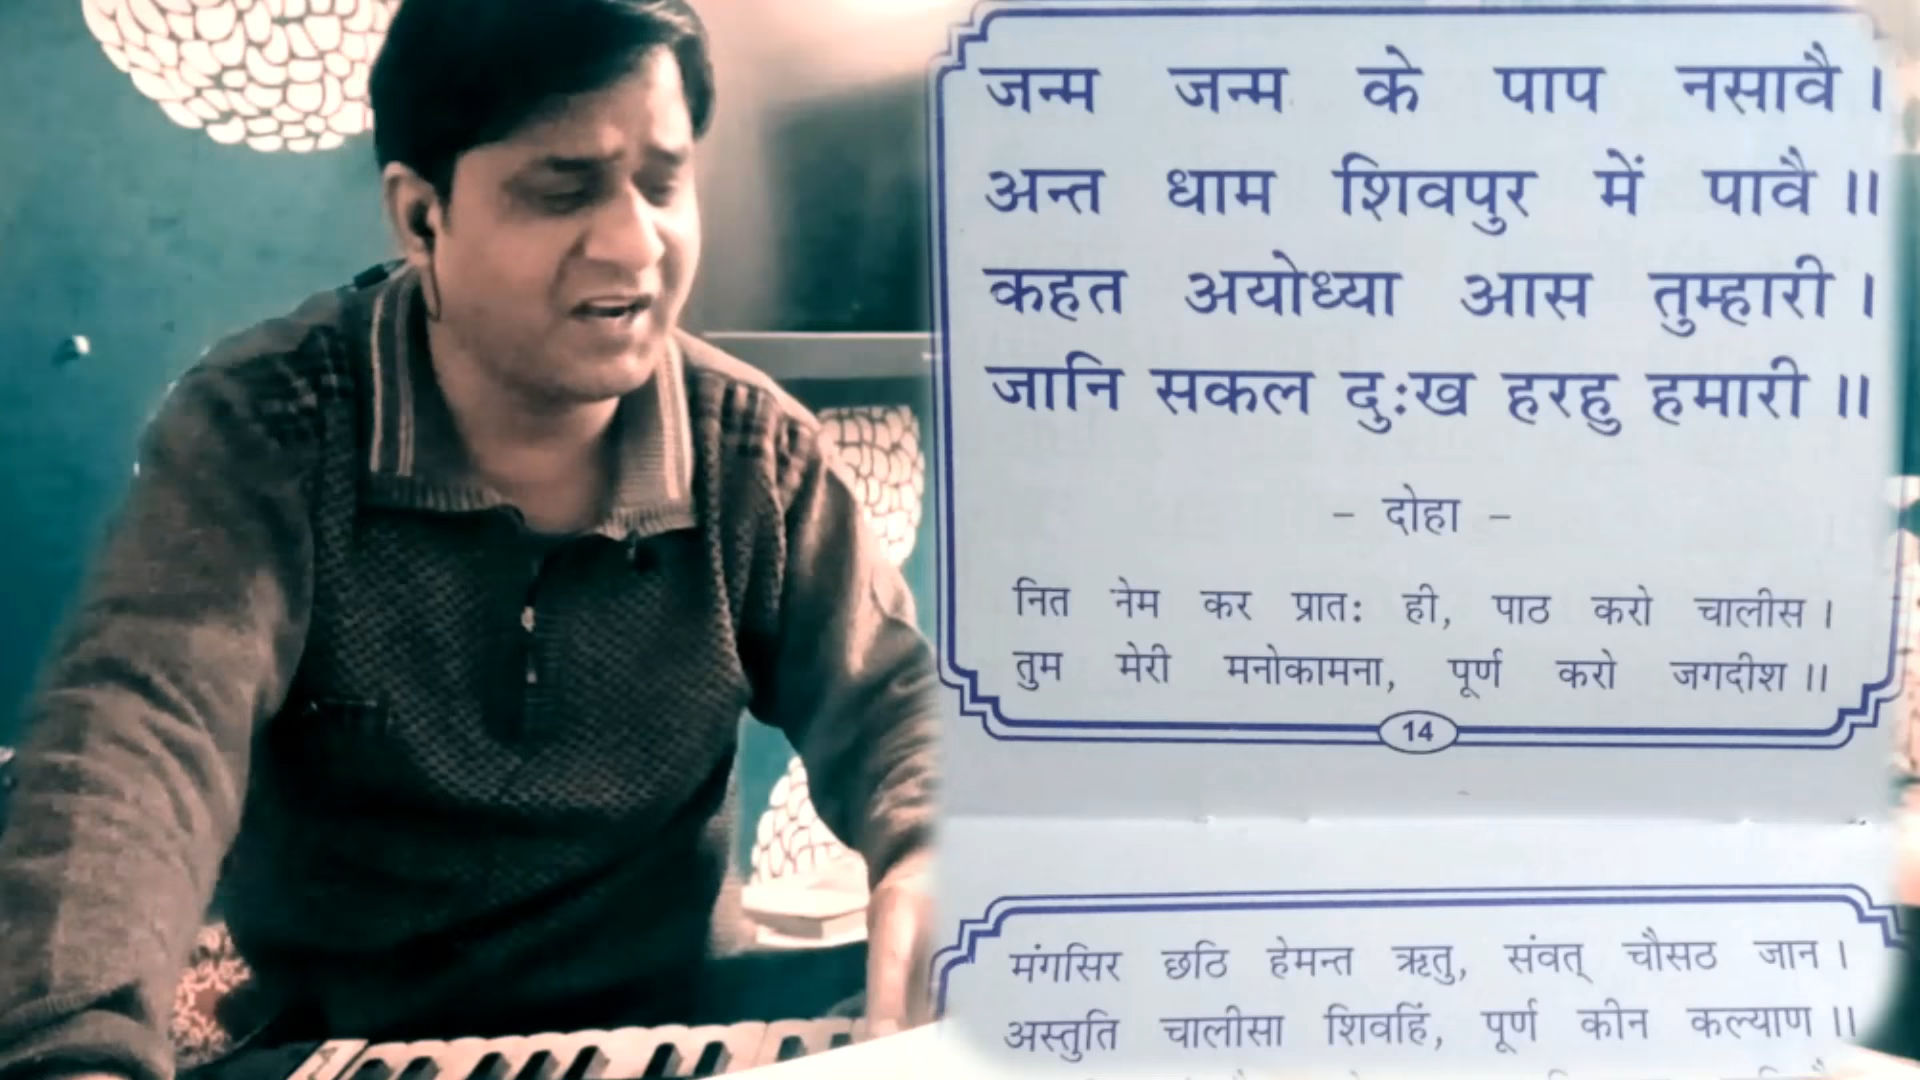 जन्म जन्म के पाप नसावै ।
अन्त धाम शिवपुर में पावै ॥
कहत अयोध्या आस तुम्हारी ।
जानि सकल दुःख हरहु हमारी ॥
- दोहा -
नित नेम कर प्रातः ही, पाठ करो चालीस ।
तुम मेरी मनोकामना, पूर्ण करो जगदीश ॥
14
मंगसिर छठि हेमन्त ऋतु, संवत् चौसठ जान ।
अस्तुति चालीसा शिवहिं, पूर्ण कीन कल्याण ॥